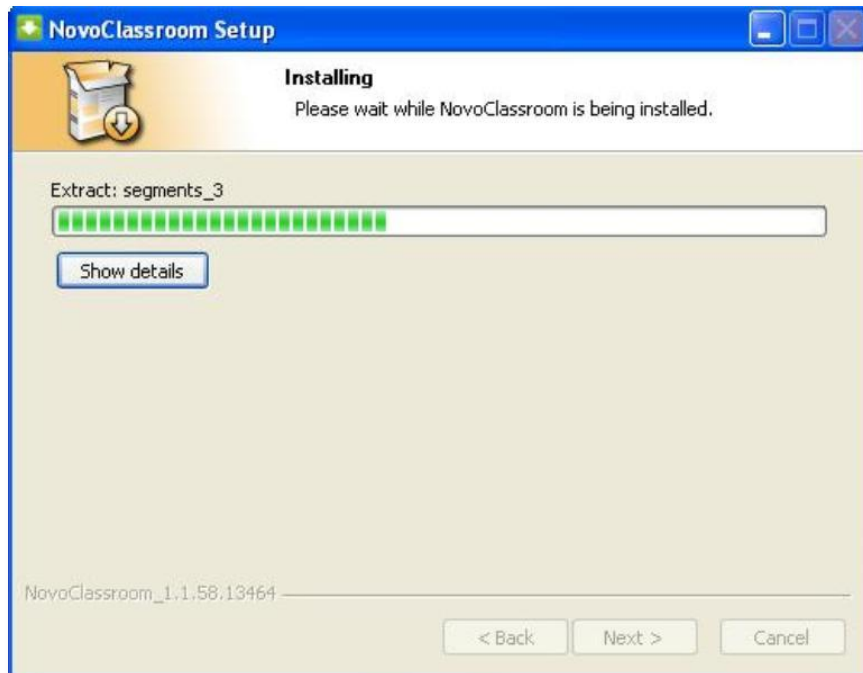 NovoClassroom Setup
Installing
Please wait while NovoClassroom is being installed.
Extract: segments_3
Show details
NovoClassroom_1.1.58.13464
< Back Next > Cancel